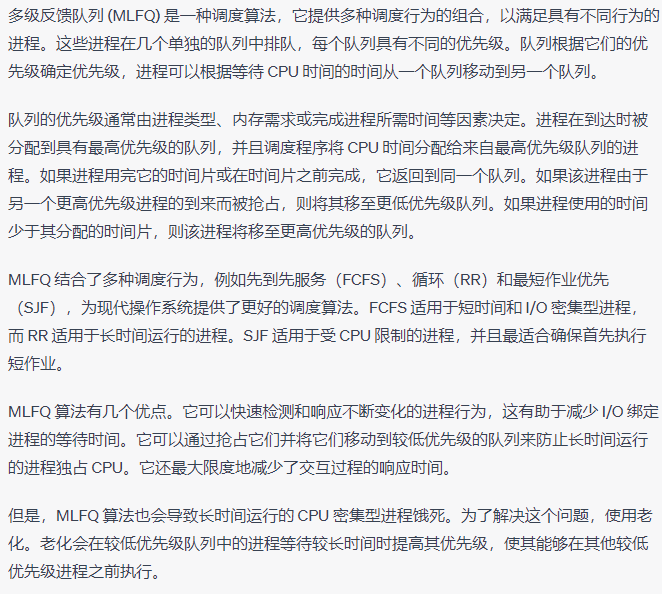 多级反馈队列 (MLFQ) 是一种调度算法，它提供多种调度行为的组合，以满足具有不同行为的
进程。这些进程在几个单独的队列中排队，每个队列具有不同的优先级。队列根据它们的优
先级确定优先级，进程可以根据等待 CPU 时间的时间从一个队列移动到另一个队列。
队列的优先级通常由进程类型、内存需求或完成进程所需时间等因素决定。进程在到达时被
分配到具有最高优先级的队列，并且调度程序将 CPU 时间分配给来自最高优先级队列的进
程。如果进程用完它的时间片或在时间片之前完成，它返回到同一个队列。如果该进程由于
另一个更高优先级进程的到来而被抢占，则将其移至更低优先级队列。如果进程使用的时间
少于其分配的时间片，则该进程将移至更高优先级的队列。
MLFQ 结合了多种调度行为，例如先到先服务（FCFS）、循环（RR）和最短作业优先
（SJF），为现代操作系统提供了更好的调度算法。FCFS 适用于短时间和 I/O 密集型进程，
而 RR 适用于长时间运行的进程。SJF 适用于受 CPU 限制的进程，并且最适合确保首先执行
短作业。
MLFQ 算法有几个优点。它可以快速检测和响应不断变化的进程行为，这有助于减少 I/O 绑定
进程的等待时间。它可以通过抢占它们并将它们移动到较低优先级的队列来防止长时间运行
的进程独占 CPU。它还最大限度地减少了交互过程的响应时间。
但是，MLFQ 算法也会导致长时间运行的 CPU 密集型进程饿死。为了解决这个问题，使用老
化。老化会在较低优先级队列中的进程等待较长时间时提高其优先级，使其能够在其他较低
优先级进程之前执行。